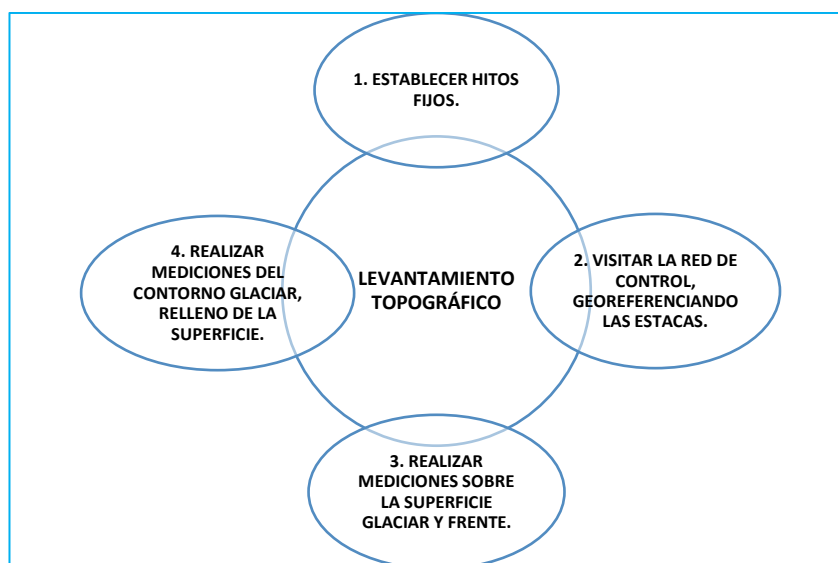 1. ESTABLECER HITOS
FIJOS.
2. VISITAR LA RED DE
CONTROL,
GEOREFERENCIANDO
LAS ESTACAS.
3. REALIZAR
MEDICIONES SOBRE
LA SUPERFICIE
GLACIAR Y FRENTE.
4. REALIZAR
MEDICIONES DEL
CONTORNO GLACIAR,
RELLENO DE LA
SUPERFICIE.
LEVANTAMIENTO
TOPOGRÁFICO